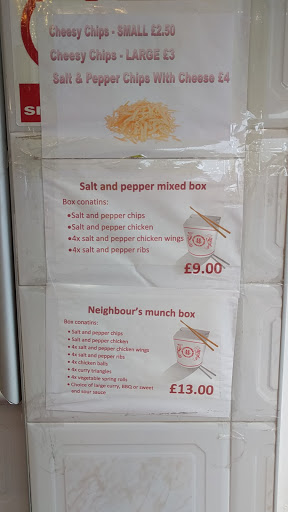 Cheesy Chips - SMALL £2.50
Cheesy Chips - LARGE £3
Salt & Pepper Chips With Cheese £4
Salt and pepper mixed box
Box conatins:
•Salt and pepper chips
•Salt and pepper chicken
•4x salt and pepper chicken wings
•4x salt and pepper ribs
£9.00
Neighbour's munch box
Box conatins:
• Salt and pepper chips
• Salt and pepper chicken
• 4x salt and pepper chicken wings
• 4x salt and pepper ribs
• 4x chicken balls
• 4x curry triangles
• 4x vegetable spring rolls
• Choice of large curry, BBQ or sweet
and sour sauce
£13.00